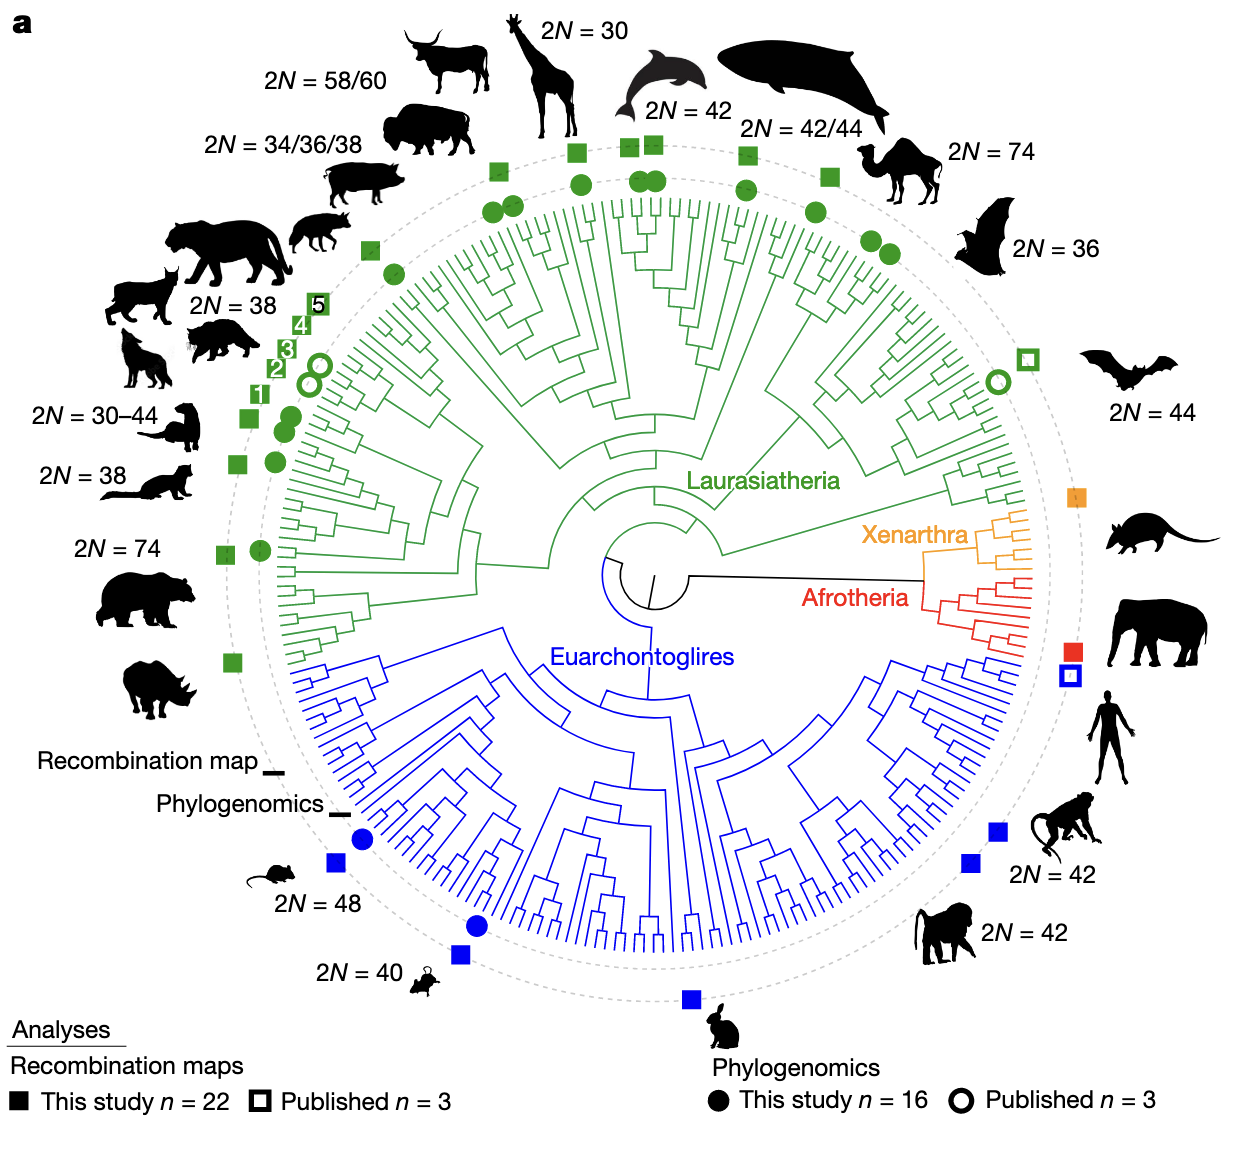 a
2N = 30
2N = 58/60
2N = 42
2N = 42/44
2N = 34/36/38
2N = 74
2N = 36
2N = 38
5
4
3
2
1
2N = 44
2N = 30–44
2N = 38
Laurasiatheria
Xenarthra
2N = 74
Afrotheria
Euarchontoglires
Recombination map
Phylogenomics
2N = 42
2N = 48
2N = 42
2N = 40
Analyses
Recombination maps
This study n = 22
Published n = 3
Phylogenomics
This study n = 16
Published n = 3